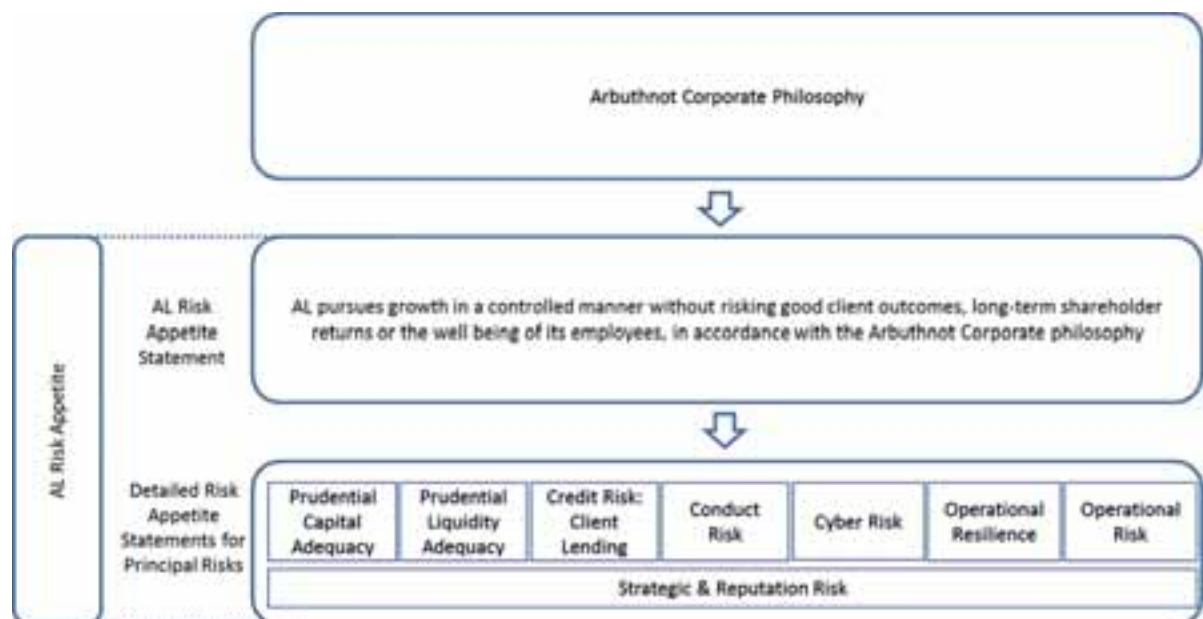 Arbuthnot Corporate Philosophy
AL Risk Appetite
AL Risk
Appetite
Statement
AL pursues growth in a controlled manner without risking good client outcomes, long-term shareholder
returns or the well being of its employees, in accordance with the Arbuthnot Corporate philosophy
Detailed Risk
Appetite
Statements for
Principal Risks
Prudential
Capital
Adequacy
Prudential
Liquidity
Adequacy
Credit Risk:
Client
Lending
Conduct
Risk
Cyber Risk
Operational
Resilience
Operational
Risk
Strategic & Reputation Risk